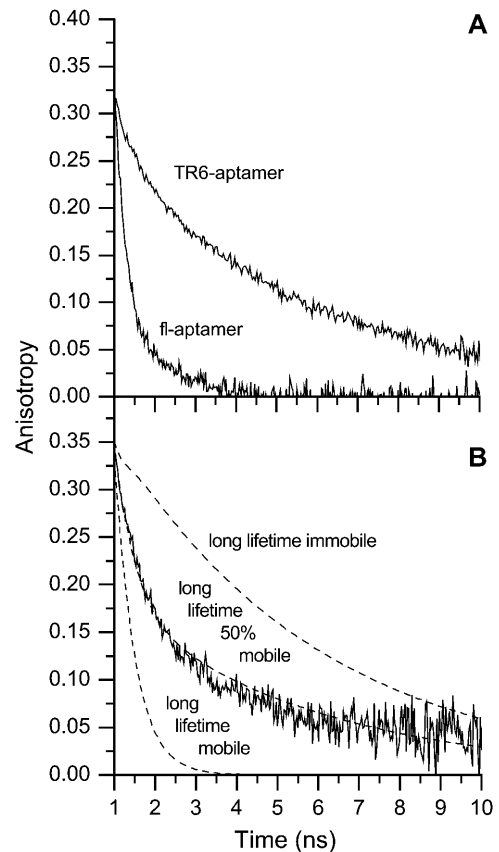 A
0.40
0.35
0.30
0.25
0.20
0.15
0.10
0.05
0.00
TR6-aptamer
fl-aptamer
Anisotropy
B
0.35
0.30
0.25
0.20
0.15
0.10
0.05
0.00
long lifetime immobile
long
lifetime
50%
mobile
long
lifetime
mobile
1 2 3 4 5 6 7 8 9 10
Time (ns)